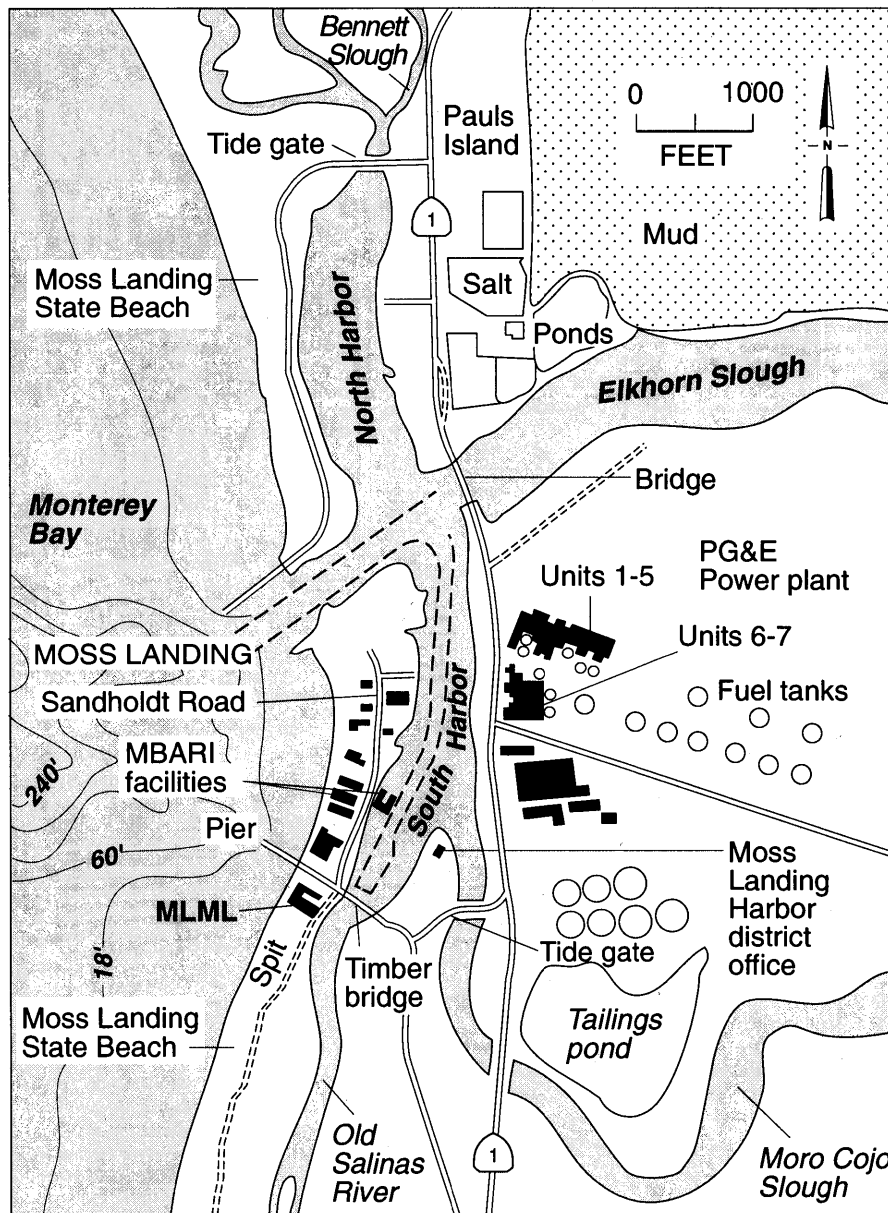 Bennett
Slough
Pauls
Island
0 1000
FEET
N
Tide gate
1
Mud
Moss Landing
State Beach
Salt
Ponds
North Harbor
Elkhorn Slough
Monterey
Bay
Bridge
PG&E
Power plant
Units 1-5
Units 6-7
MOSS LANDING
Sandholdt Road
Fuel tanks
MBARI
facilities
South Harbor
240'
Pier
60'
Moss
Landing
Harbor
district
office
MLML
Spit
18'
Timber
bridge
Tide gate
Tailings
pond
Moss Landing
State Beach
Old
Salinas
River
1
Moro Cojo
Slough